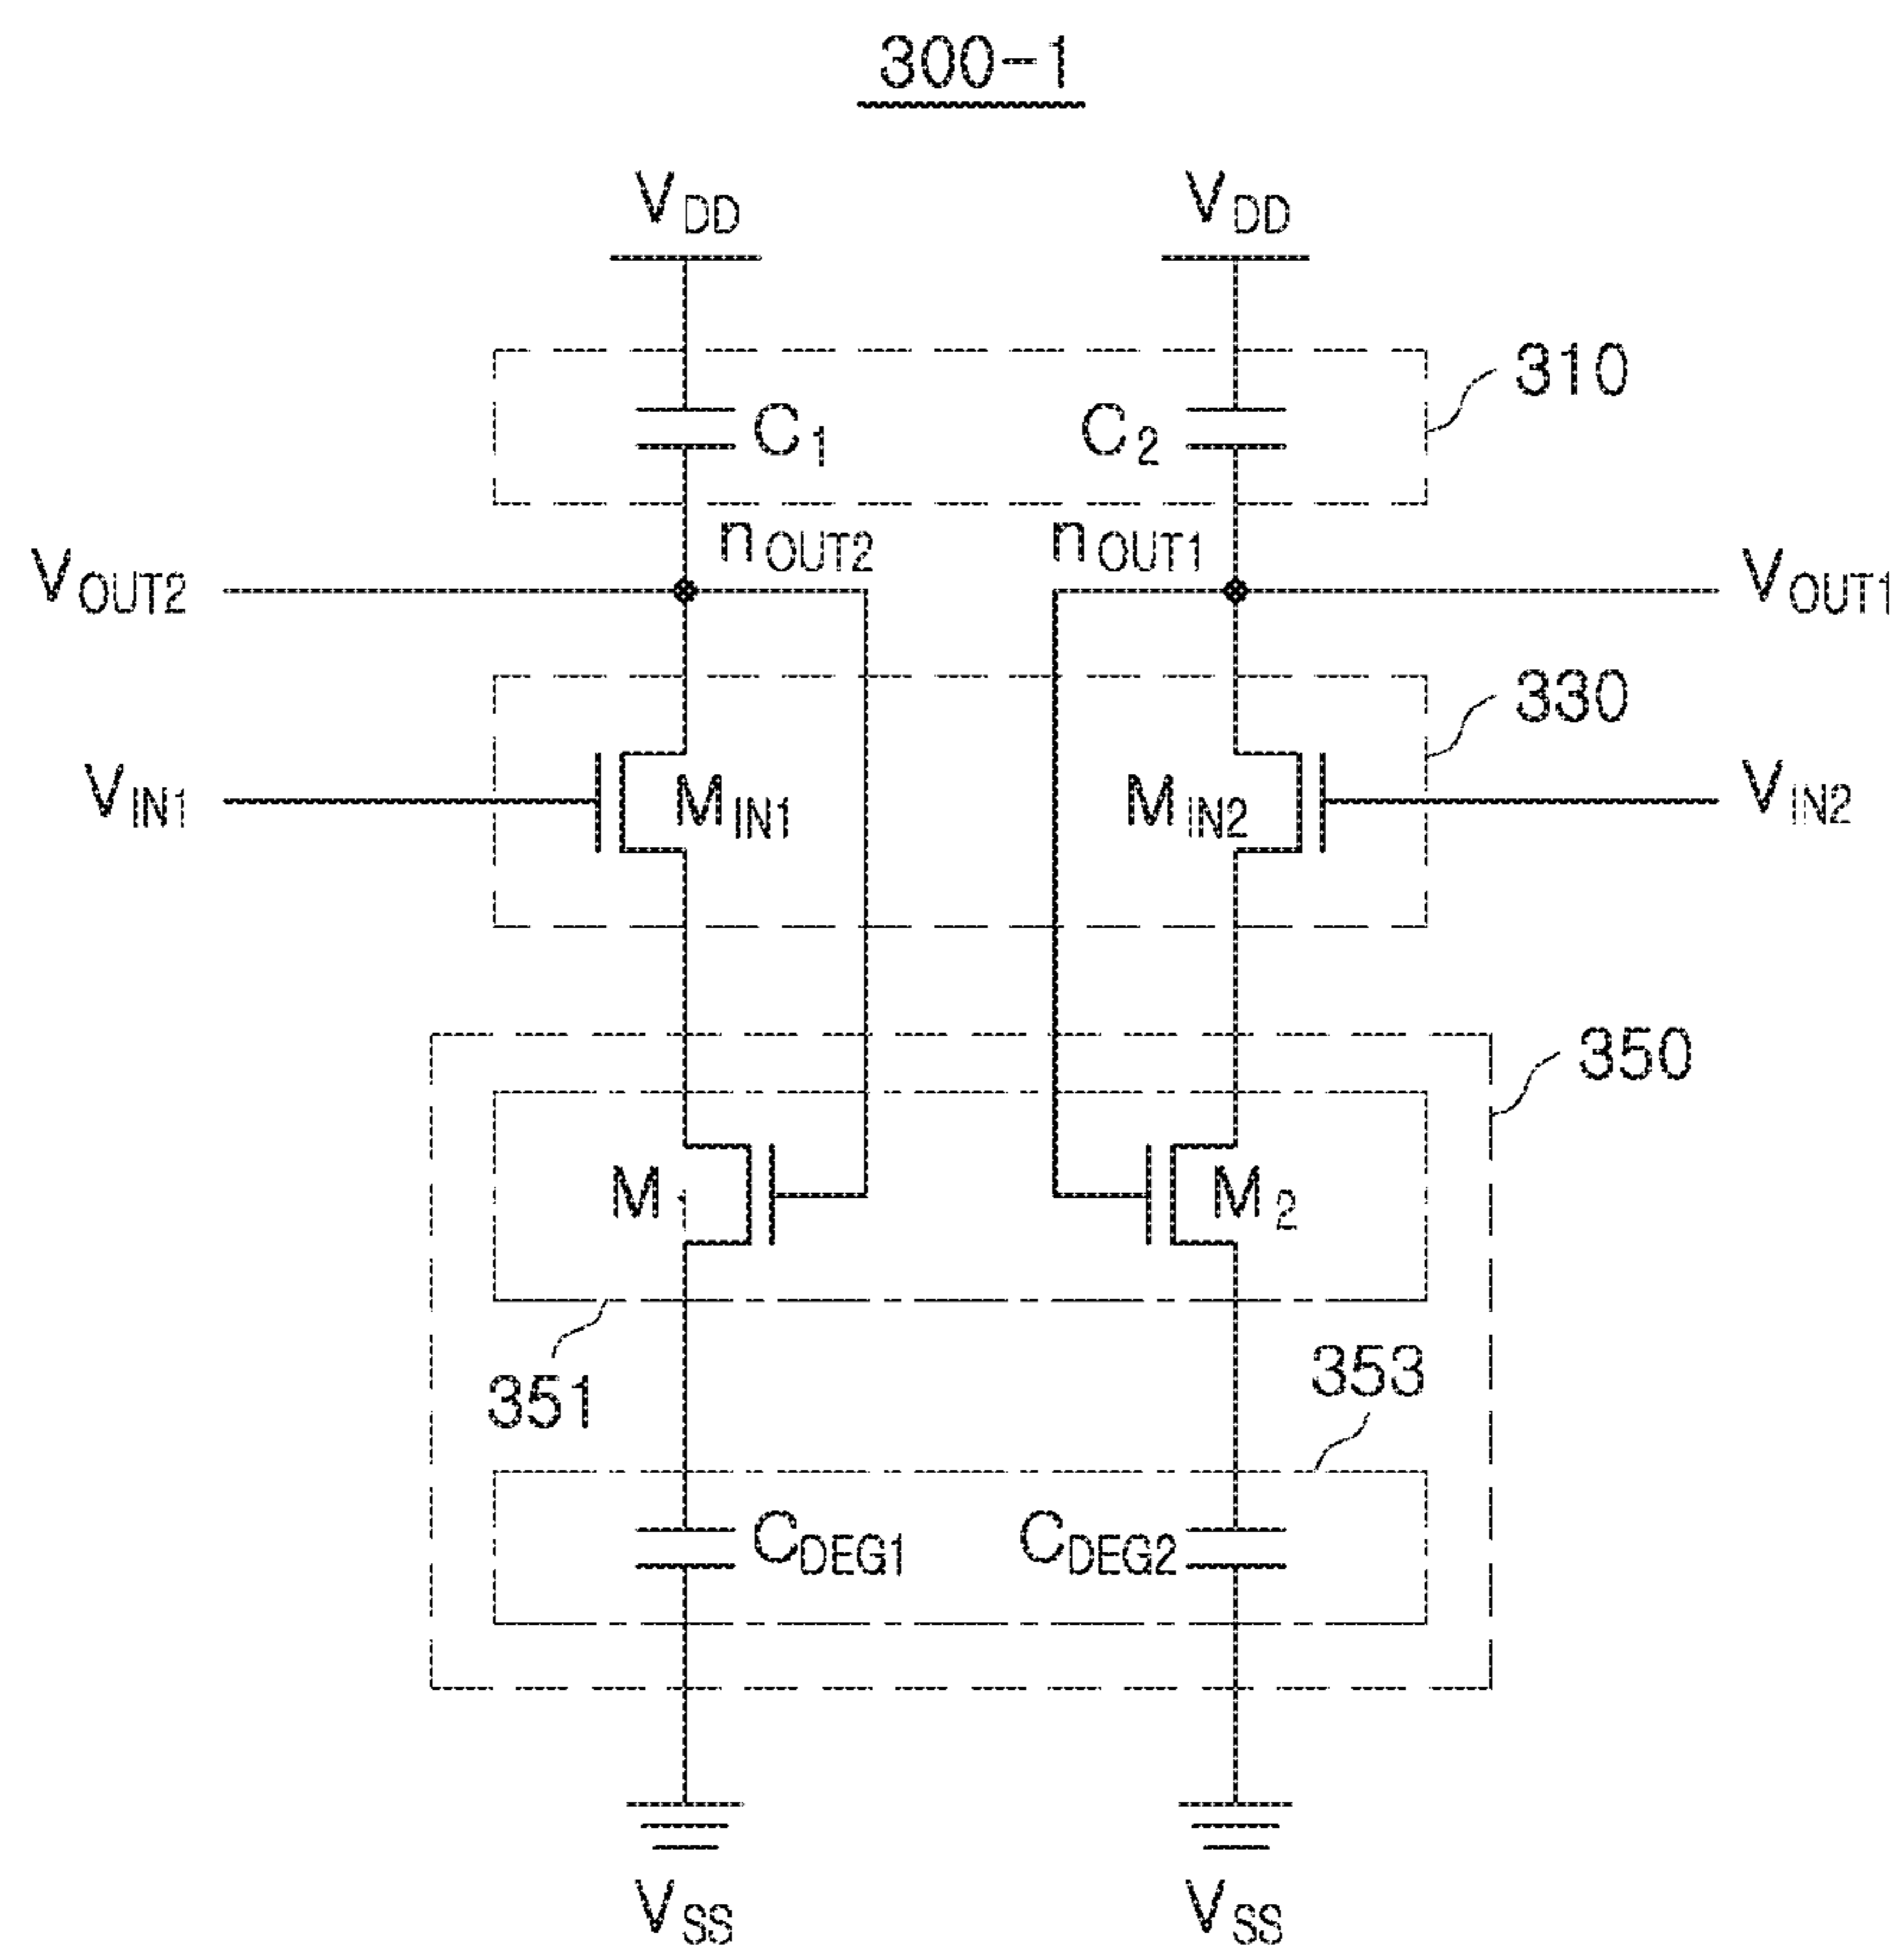 300-1
VDD VDD
310
C1 C2
nOUT2 nOUT1
VOUT2 VOUT1
330
VIN1 MIN1 MIN2 VIN2
350
M1 M2
351 353
CDEG1 CDEG2
VSS VSS